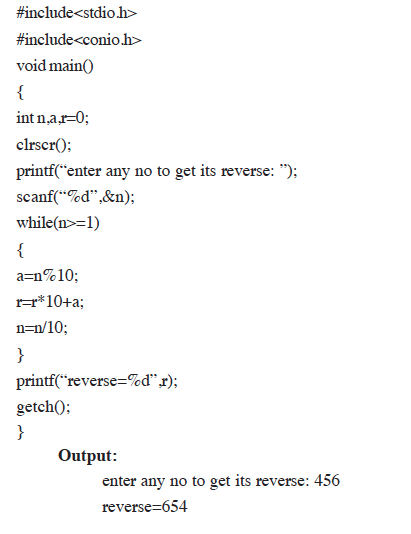 #include<stdio.h>
#include<conio.h>
void main()
{
int n,a,r=0;
clrscr();
printf(“enter any no to get its reverse: ”);
scanf(“%d”,&n);
while(n>=1)
{
a=n%10;
r=r*10+a;
n=n/10;
}
printf(“reverse=%d”,r);
getch();
}
Output:
enter any no to get its reverse: 456
reverse=654